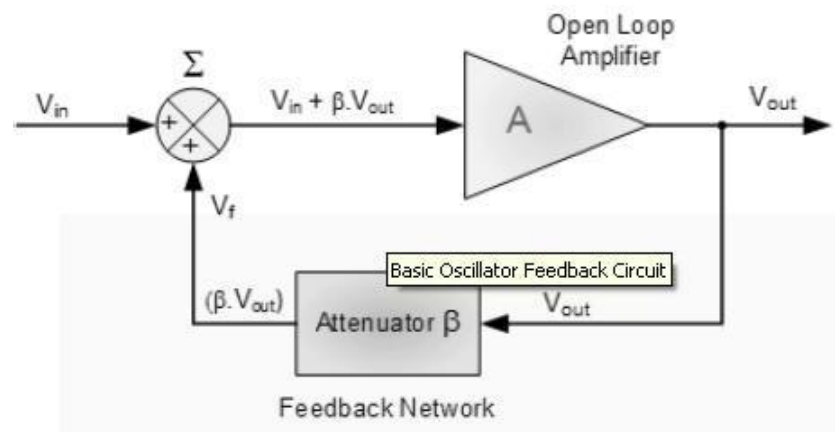 Open Loop
Amplifier
Σ
Vin
Vin + β.Vout
A
Vout
+
+
Vf
Basic Oscillator Feedback Circuit
(β.Vout)
Attenuator β
Vout
Feedback Network